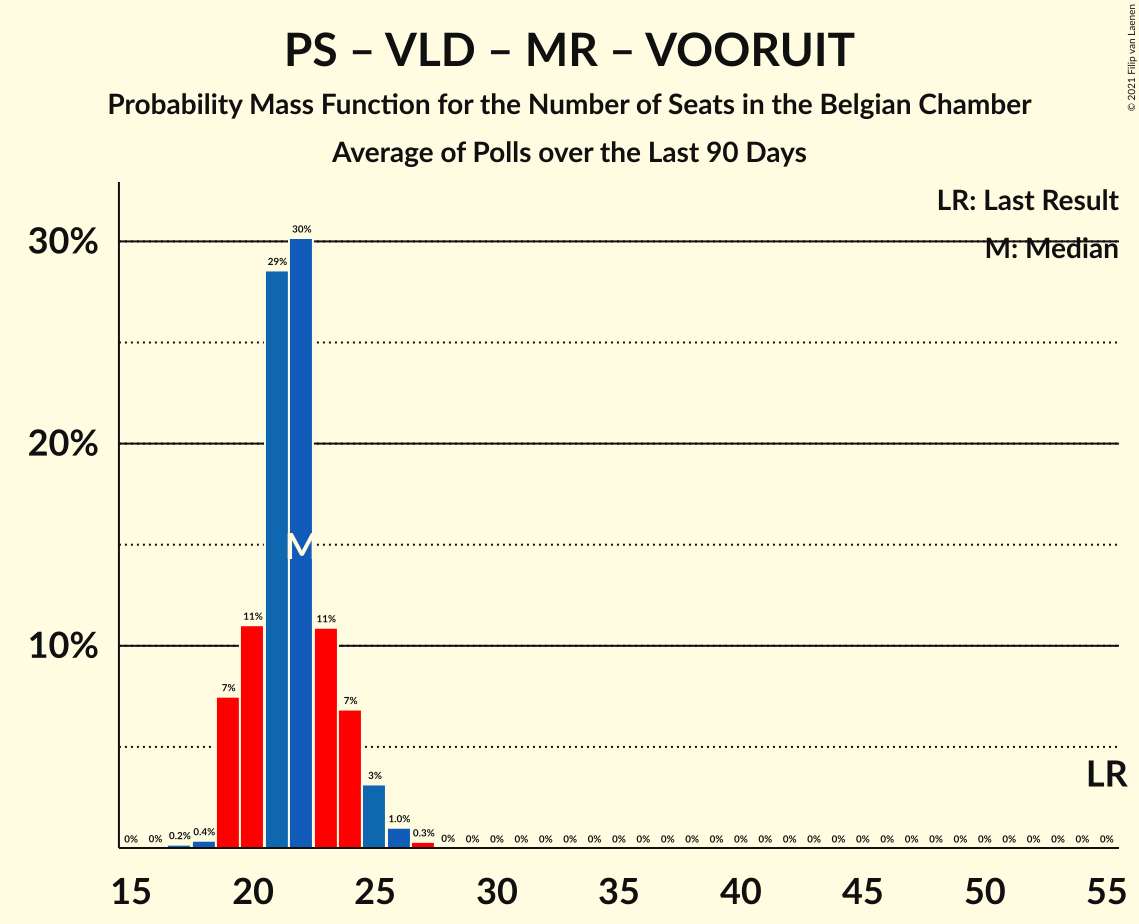 PS – VLD – MR – VOORUIT
Probability Mass Function for the Number of Seats in the Belgian Chamber
Average of Polls over the Last 90 Days
© 2021 Filip van Laenen
LR: Last Result
M: Median
30%
20%
10%
0% 0% 0.2% 0.4% 7% 11% 29% 30% 11% 7% 3% 1.0% 0.3% 0% 0% 0% 0% 0% 0% 0% 0% 0% 0% 0% 0% 0% 0% 0% 0% 0% 0% 0% 0% 0% 0% 0% 0% 0% 0% 0% 0%
M
LR
15 20 25 30 35 40 45 50 55